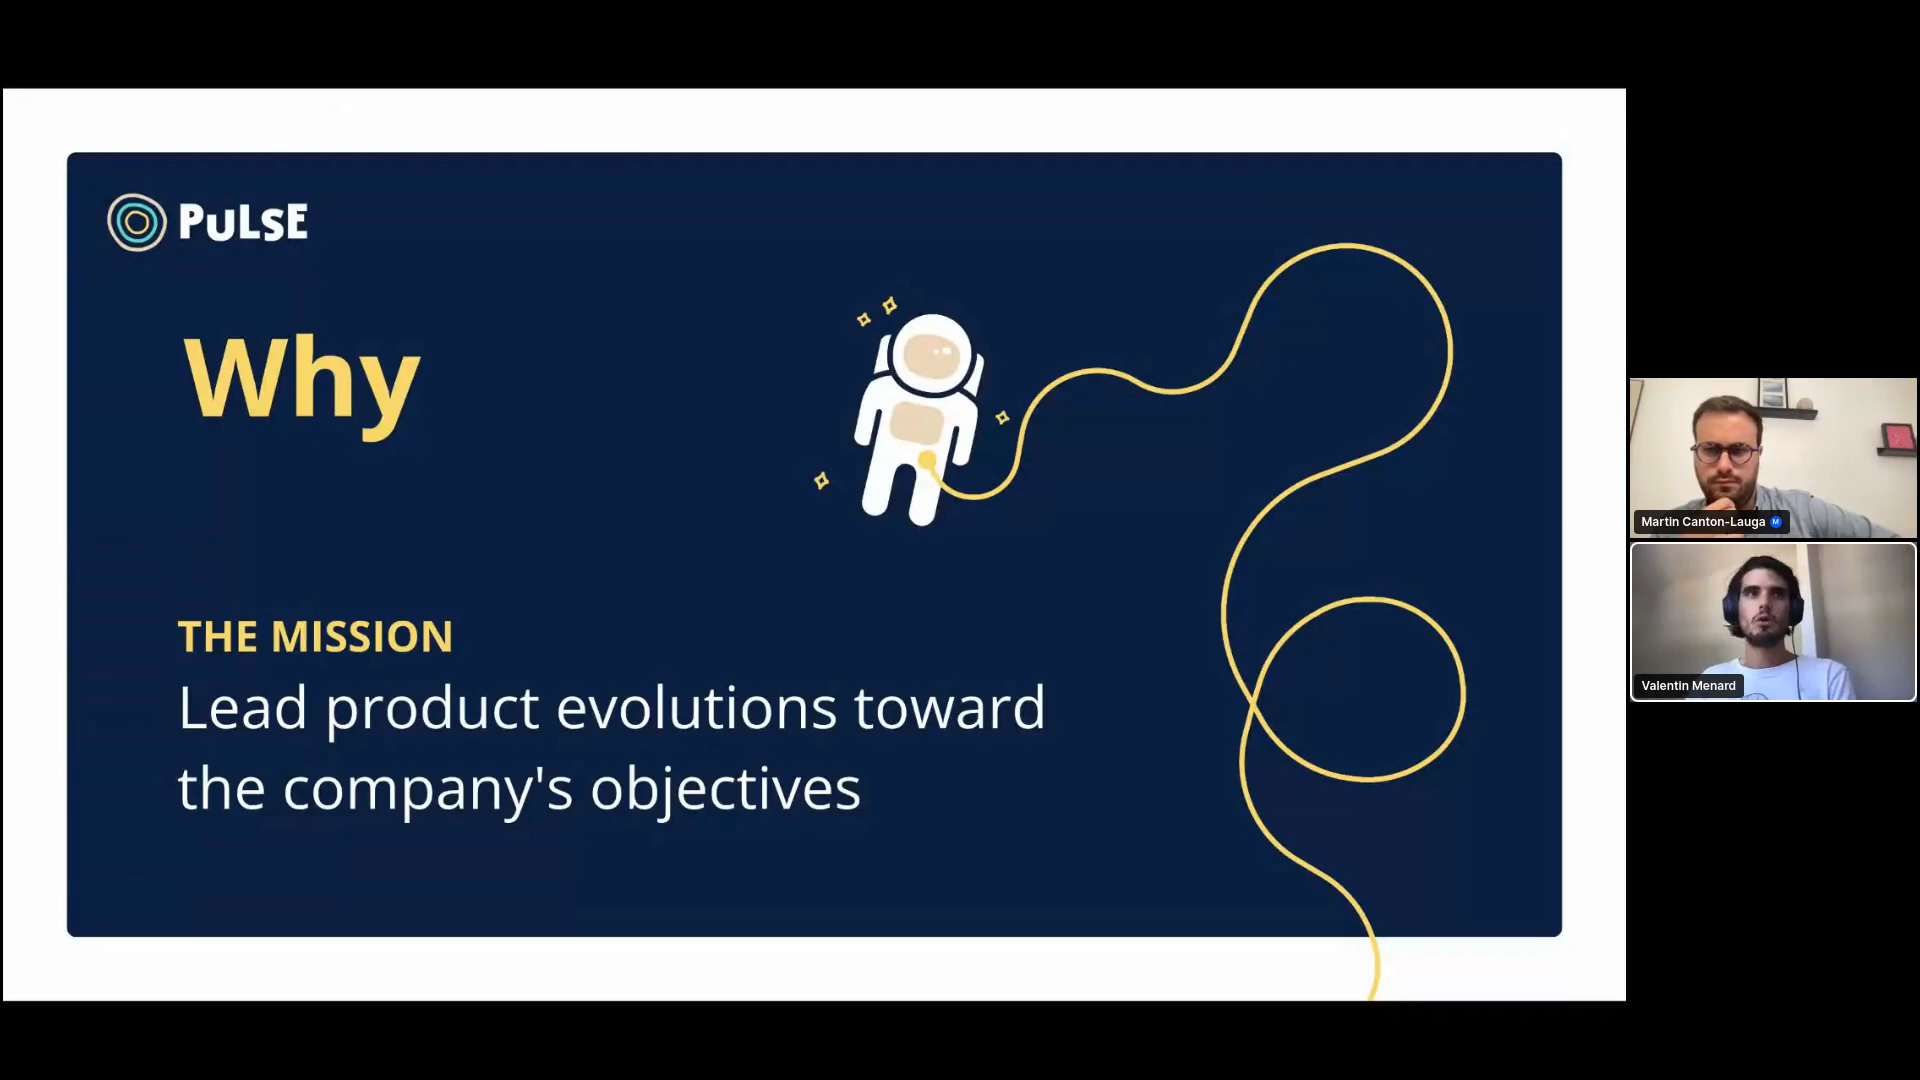 PULSE
Why
THE MISSION
Lead product evolutions toward
the company's objectives
Martin Canton-Lauga M
Valentin Menard